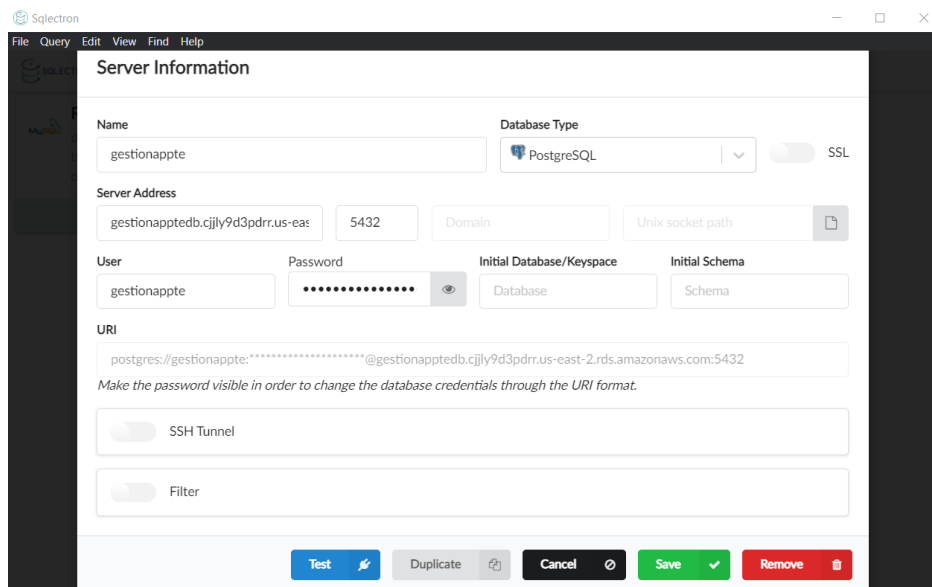 Sqlectron
File Query Edit View Find Help
Server Information
Name
Database Type
gestionappte
PostgreSQL
SSL
Server Address
gestionapptedb.cjjly9d3pdrr.us-eas
5432
Domain
Unix socket path
User
Password
Initial Database/Keyspace
Initial Schema
gestionappte
•••••••••••••••
Database
Schema
URI
postgres://gestionappte:********************@gestionapptedb.cjjly9d3pdrr.us-east-2.rds.amazonaws.com:5432
Make the password visible in order to change the database credentials through the URI format.
SSH Tunnel
Filter
Test
Duplicate
Cancel
Save
Remove